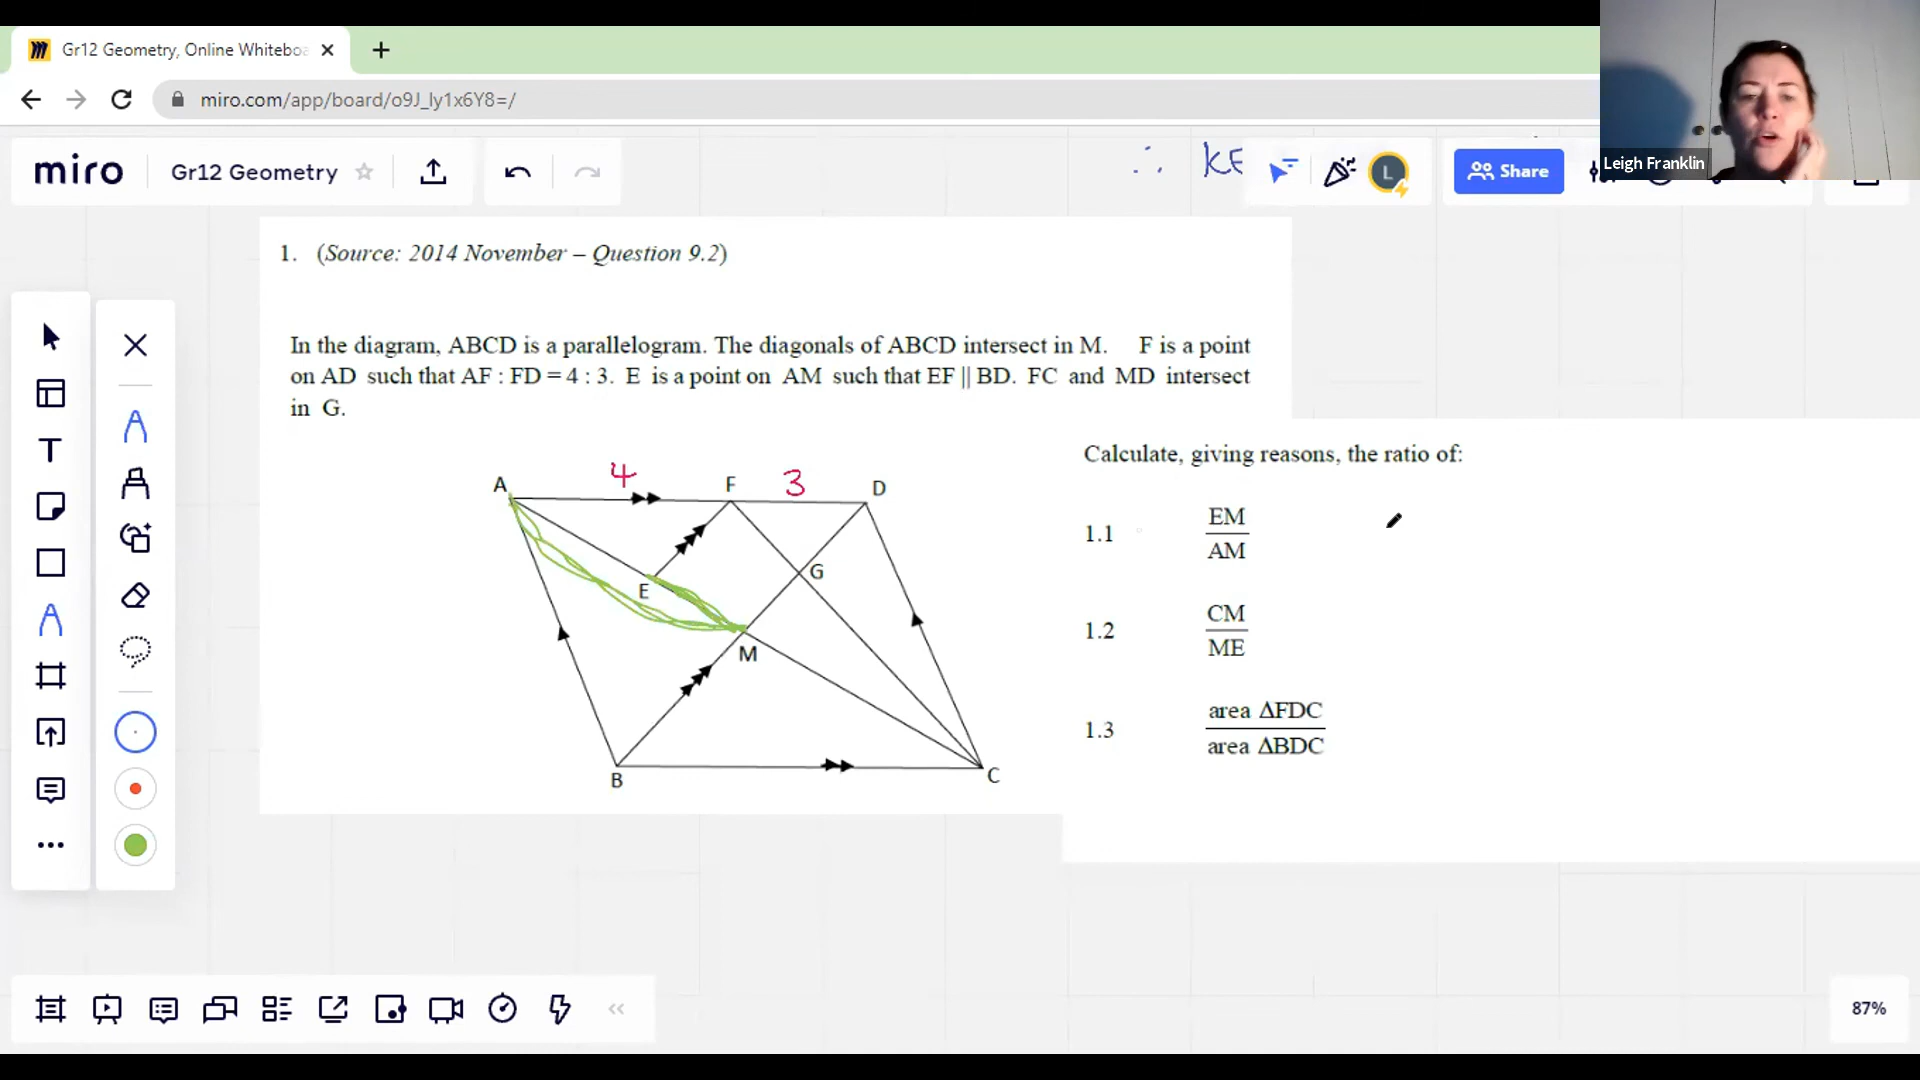 Gr12 Geometry, Online Whiteboa
miro.com/app/board/o9J_ly1x6Y8=/
miro
Gr12 Geometry
∴ KE
L
Share
Leigh Franklin
1. (Source: 2014 November – Question 9.2)
In the diagram, ABCD is a parallelogram. The diagonals of ABCD intersect in M. F is a point
on AD such that AF : FD = 4 : 3. E is a point on AM such that EF || BD. FC and MD intersect
in G.
4
3
A
F
D
E
G
M
B
C
Calculate, giving reasons, the ratio of:
1.1 EM
AM
1.2 CM
ME
1.3 area ΔFDC
area ΔBDC
T
87%